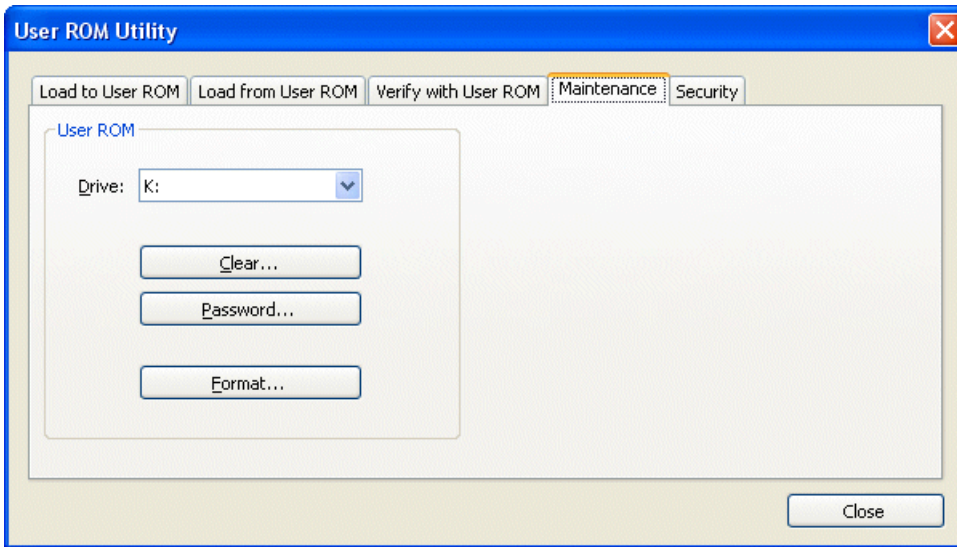 User ROM Utility
Load to User ROM Load from User ROM Verify with User ROM Maintenance Security
User ROM
Drive: K:
Clear...
Password...
Format...
Close